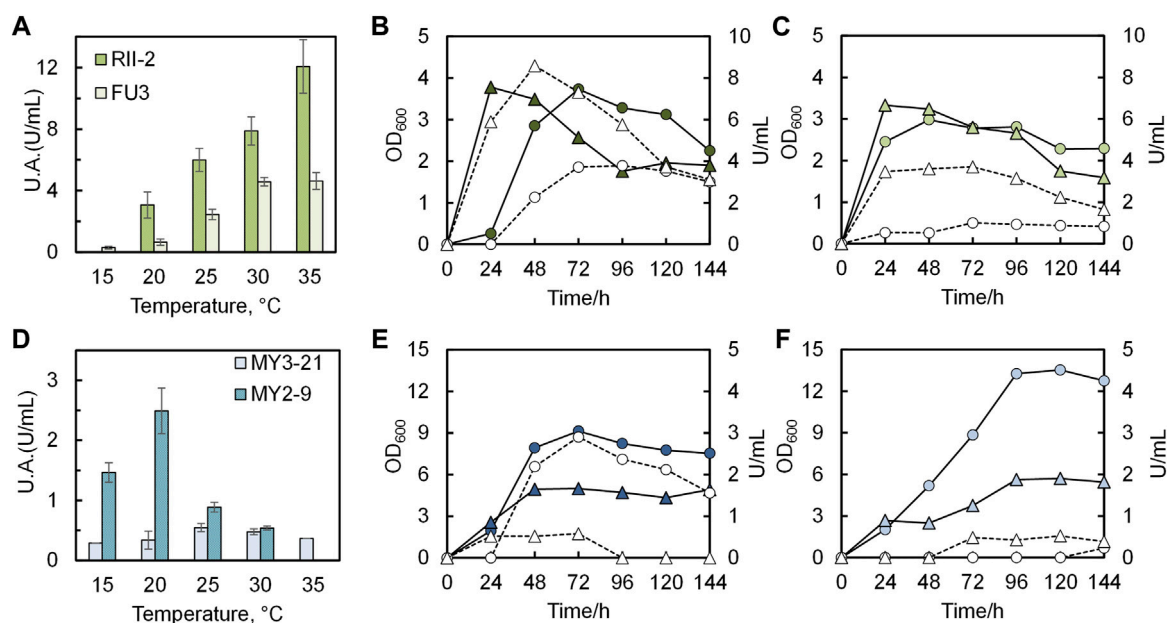 A
RII-2
FU3
U.A.(U/mL)
12
8
4
0
15 20 25 30 35
Temperature, °C
B
OD600
5
4
3
2
1
0
10
8
6
4
2
0
U/mL
0 24 48 72 96 120 144
Time/h
C
OD600
5
4
3
2
1
0
10
8
6
4
2
0
U/mL
0 24 48 72 96 120 144
Time/h
D
MY3-21
MY2-9
U.A.(U/mL)
3
2
1
0
15 20 25 30 35
Temperature, °C
E
OD600
15
12
9
6
3
0
5
4
3
2
1
0
U/mL
0 24 48 72 96 120 144
Time/h
F
OD600
15
12
9
6
3
0
5
4
3
2
1
0
U/mL
0 24 48 72 96 120 144
Time/h